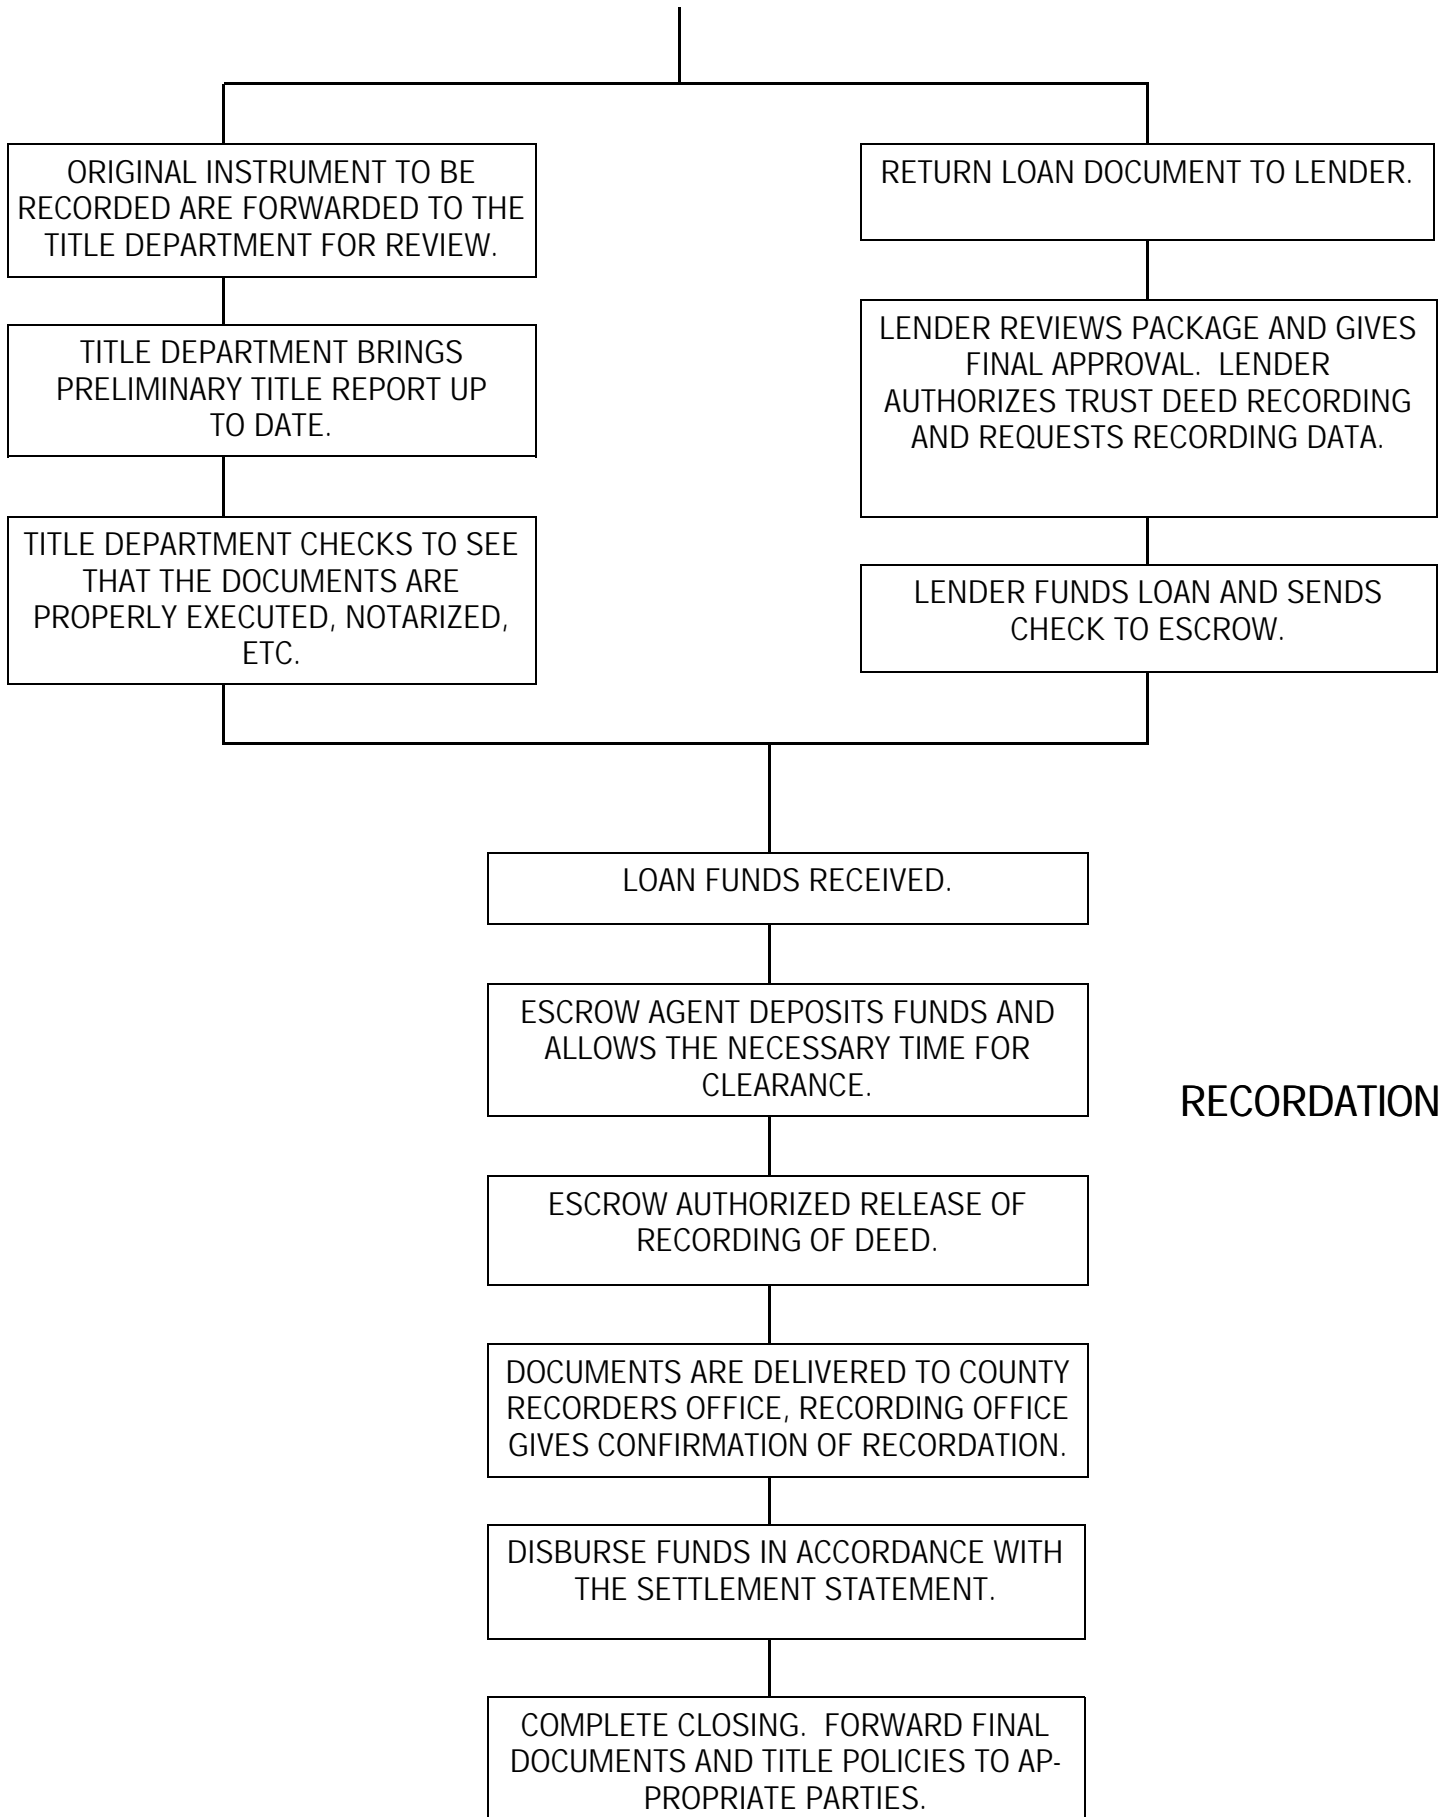 ORIGINAL INSTRUMENT TO BE
RECORDED ARE FORWARDED TO THE
TITLE DEPARTMENT FOR REVIEW.
TITLE DEPARTMENT BRINGS
PRELIMINARY TITLE REPORT UP
TO DATE.
TITLE DEPARTMENT CHECKS TO SEE
THAT THE DOCUMENTS ARE
PROPERLY EXECUTED, NOTARIZED,
ETC.
RETURN LOAN DOCUMENT TO LENDER.
LENDER REVIEWS PACKAGE AND GIVES
FINAL APPROVAL.  LENDER
AUTHORIZES TRUST DEED RECORDING
AND REQUESTS RECORDING DATA.
LENDER FUNDS LOAN AND SENDS
CHECK TO ESCROW.
LOAN FUNDS RECEIVED.
ESCROW AGENT DEPOSITS FUNDS AND
ALLOWS THE NECESSARY TIME FOR
CLEARANCE.
RECORDATION
ESCROW AUTHORIZED RELEASE OF
RECORDING OF DEED.
DOCUMENTS ARE DELIVERED TO COUNTY
RECORDERS OFFICE, RECORDING OFFICE
GIVES CONFIRMATION OF RECORDATION.
DISBURSE FUNDS IN ACCORDANCE WITH
THE SETTLEMENT STATEMENT.
COMPLETE CLOSING.  FORWARD FINAL
DOCUMENTS AND TITLE POLICIES TO AP-
PROPRIATE PARTIES.